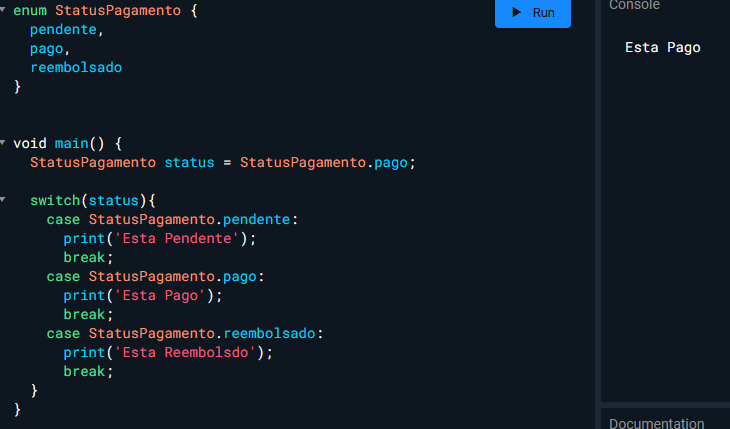 enum StatusPagamento {
pendente,
pago,
reembolsado
}
void main() {
StatusPagamento status = StatusPagamento.pago;
switch(status){
case StatusPagamento.pendente:
print('Esta Pendente');
break;
case StatusPagamento.pago:
print('Esta Pago');
break;
case StatusPagamento.reembolsado:
print('Esta Reembolsdo');
break;
}
}
Run
Console
Esta Pago
Documentation